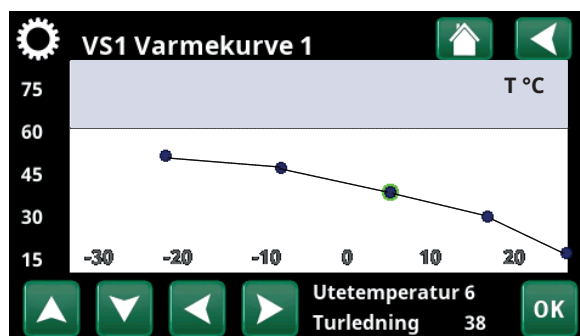 VS1 Varmekurve 1
T °C
75
60
45
30
15
-30 -20 -10 0 10 20
Utetemperatur 6
Turledning 38
OK